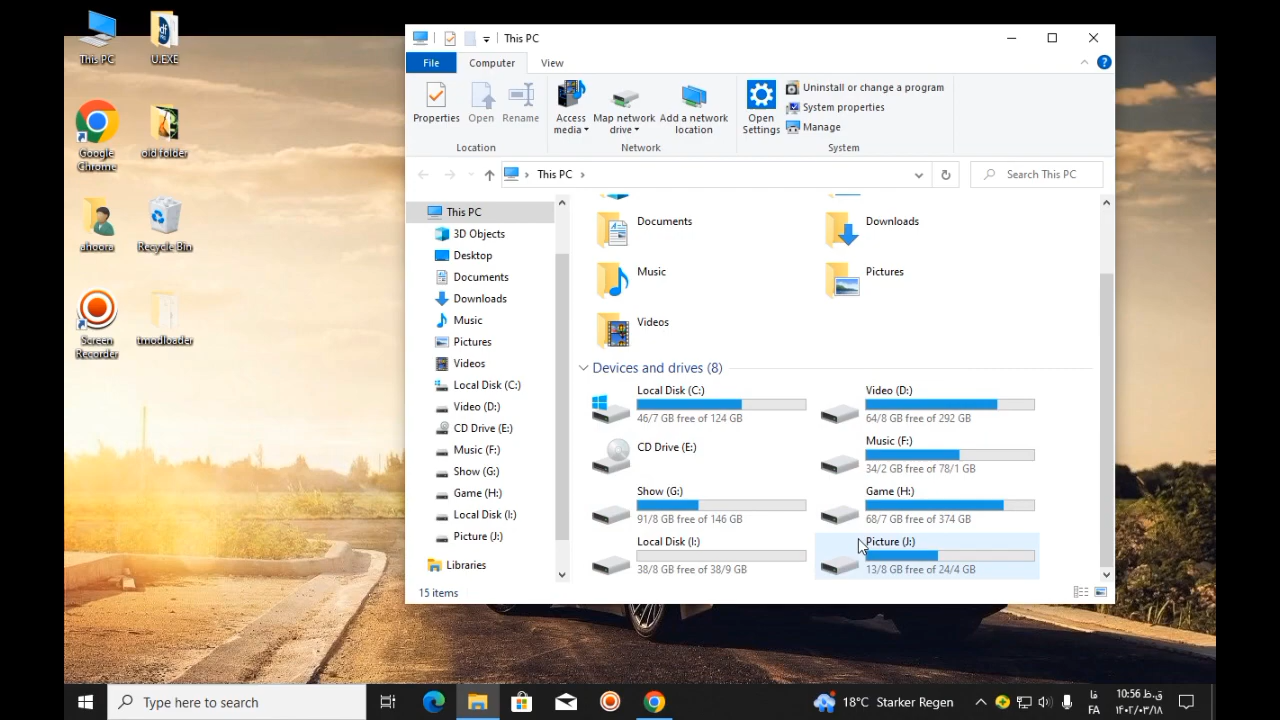 This PC
U.EXE
Google
Chrome
old folder
ahoora
Recycle Bin
Screen
Recorder
tmodloader
This PC
File
Computer
View
Properties
Open
Rename
Location
Access
media
Map network
drive
Add a network
location
Network
Open
Settings
Uninstall or change a program
System properties
Manage
System
This PC
Search This PC
This PC
3D Objects
Desktop
Documents
Downloads
Music
Pictures
Videos
Local Disk (C:)
Video (D:)
CD Drive (E:)
Music (F:)
Show (G:)
Game (H:)
Local Disk (I:)
Picture (J:)
Libraries
Documents
Downloads
Music
Pictures
Videos
Devices and drives (8)
Local Disk (C:)
46/7 GB free of 124 GB
Video (D:)
64/8 GB free of 292 GB
CD Drive (E:)
Music (F:)
34/2 GB free of 78/1 GB
Show (G:)
91/8 GB free of 146 GB
Game (H:)
68/7 GB free of 374 GB
Local Disk (I:)
38/8 GB free of 38/9 GB
Picture (J:)
13/8 GB free of 24/4 GB
15 items
Type here to search
18°C Starker Regen
فا
FA
10:56 ق.ظ
۱۴۰۲/۰۳/۱۸